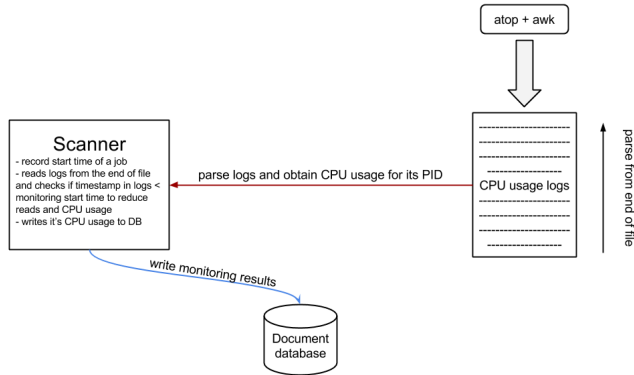 atop + awk
Scanner
- record start time of a job
- reads logs from the end of file
and checks if timestamp in logs <
monitoring start time to reduce
reads and CPU usage
- writes it's CPU usage to DB
parse logs and obtain CPU usage for its PID
CPU usage logs
parse from end of file
write monitoring results
Document
database